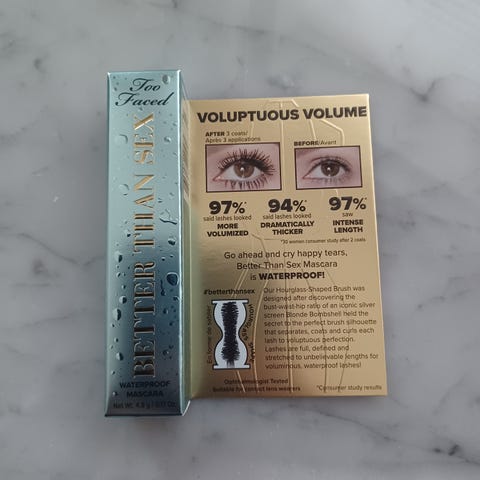 Too
Faced
BETTER THAN SEX
WATERPROOF
MASCARA
Net Wt. 4.8 g / 0.17 Oz.
VOLUPTUOUS VOLUME
AFTER 3 coats/
Après 3 applications
BEFORE/Avant
97%*
said lashes looked
MORE
VOLUMIZED
94%*
said lashes looked
DRAMATICALLY
THICKER
97%*
saw
INTENSE
LENGTH
*30 women consumer study after 2 coats
Go ahead and cry happy tears,
Better Than Sex Mascara
is WATERPROOF!
#betterthansex
En forme de sablier
Hourglass-Shaped
Our Hourglass-Shaped Brush was
designed after discovering the
bust-waist-hip ratio of an iconic silver
screen Blonde Bombshell held the
secret to the perfect brush silhouette
that separates, coats and curls each
lash to voluptuous perfection.
Lashes are full, defined and
stretched to unbelievable lengths for
voluminous, waterproof lashes!
Ophthalmologist Tested
Suitable for contact lens wearers
*Consumer study results